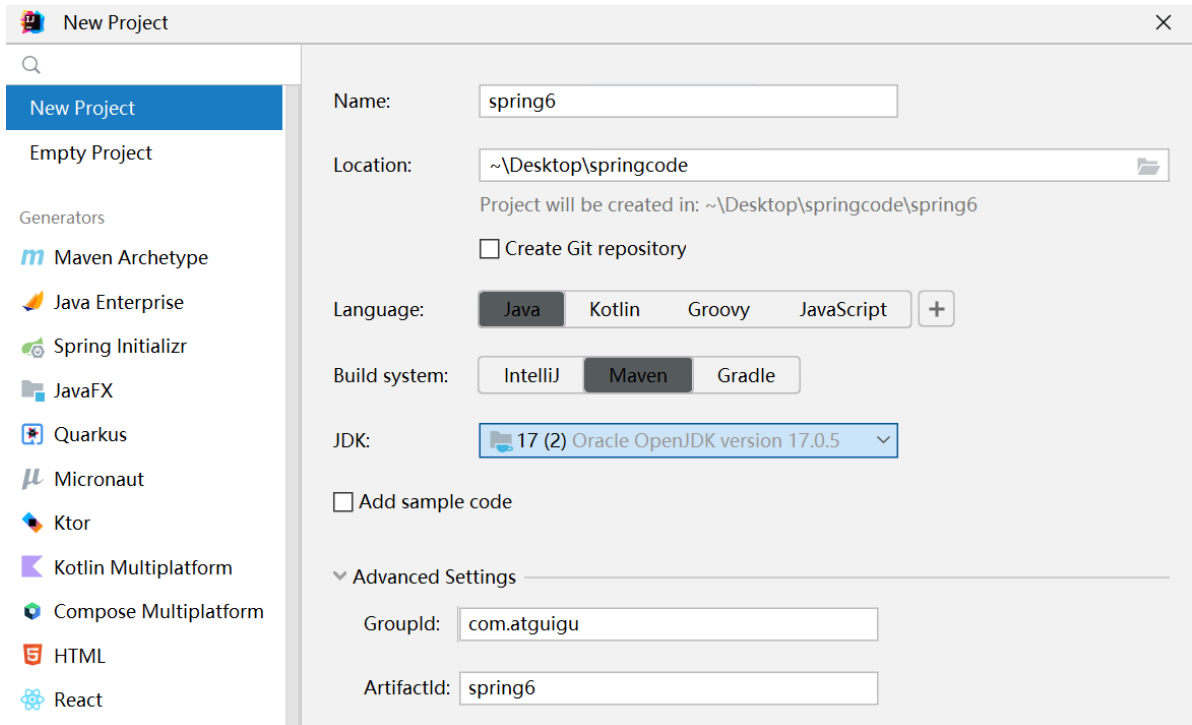 New Project
New Project
Empty Project
Generators
Maven Archetype
Java Enterprise
Spring Initializr
JavaFX
Quarkus
Micronaut
Ktor
Kotlin Multiplatform
Compose Multiplatform
HTML
React
Name: spring6
Location: ~\Desktop\springcode
Project will be created in: ~\Desktop\springcode\spring6
Create Git repository
Language: Java Kotlin Groovy JavaScript +
Build system: IntelliJ Maven Gradle
JDK: 17 (2) Oracle OpenJDK version 17.0.5
Add sample code
Advanced Settings
GroupId: com.atguigu
ArtifactId: spring6